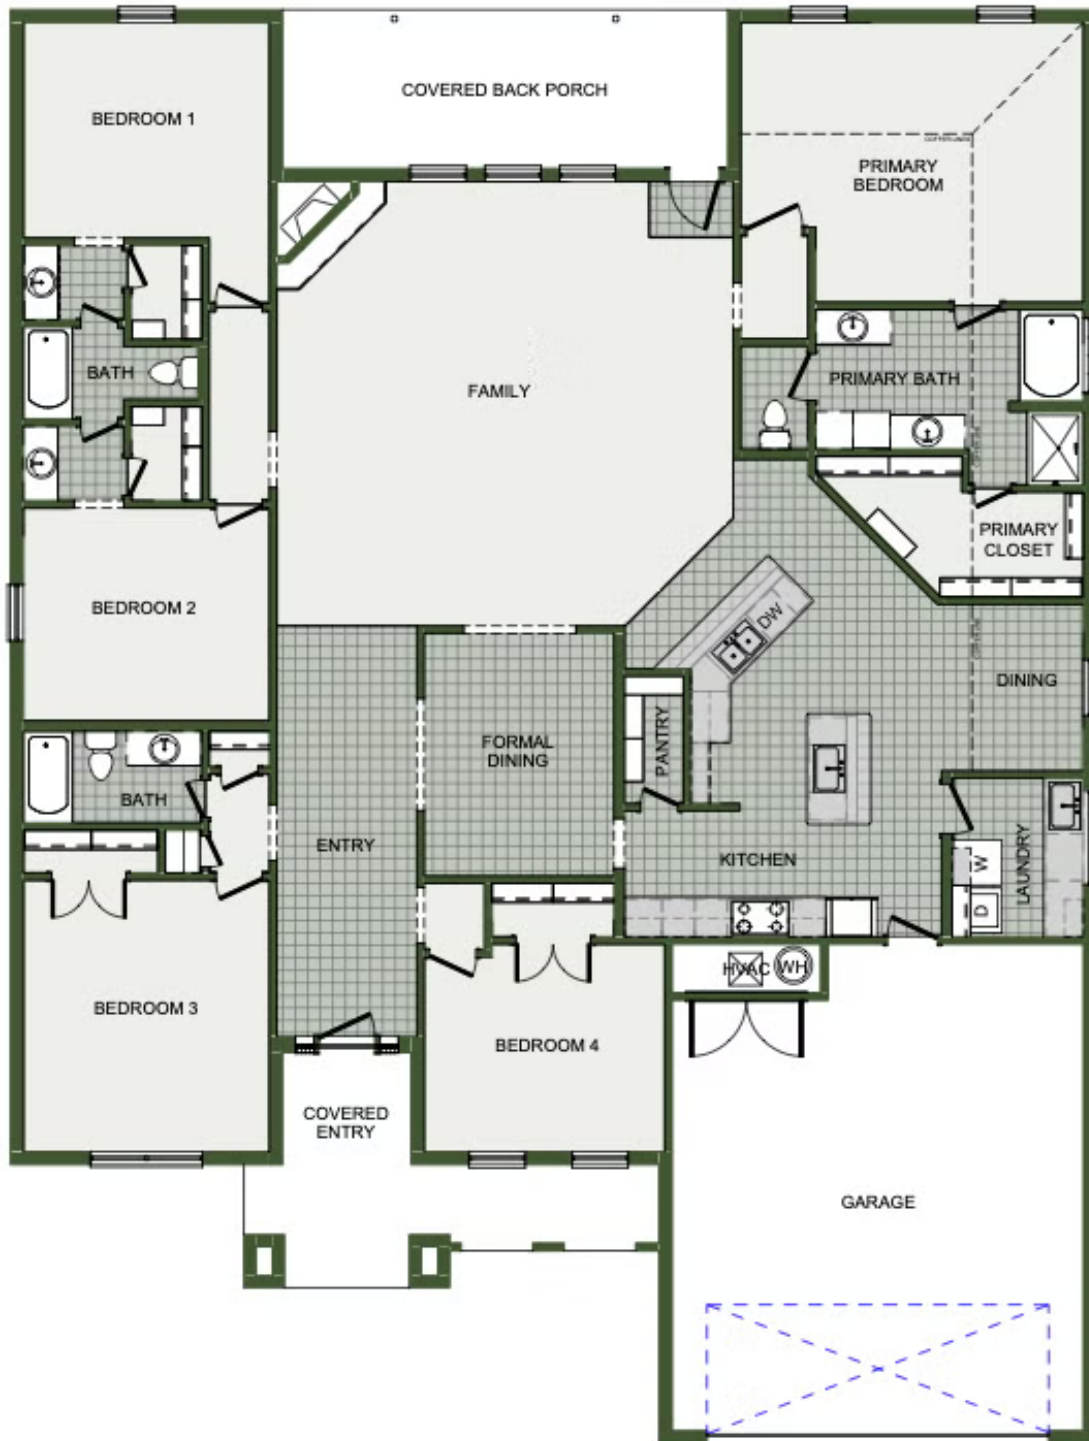 COVERED BACK PORCH
BEDROOM 1
PRIMARY
BEDROOM
BATH
FAMILY
PRIMARY BATH
PRIMARY
CLOSET
BEDROOM 2
DW
DINING
FORMAL
DINING
PANTRY
BATH
ENTRY
KITCHEN
W
D
LAUNDRY
HVAC
WH
BEDROOM 3
BEDROOM 4
COVERED
ENTRY
GARAGE